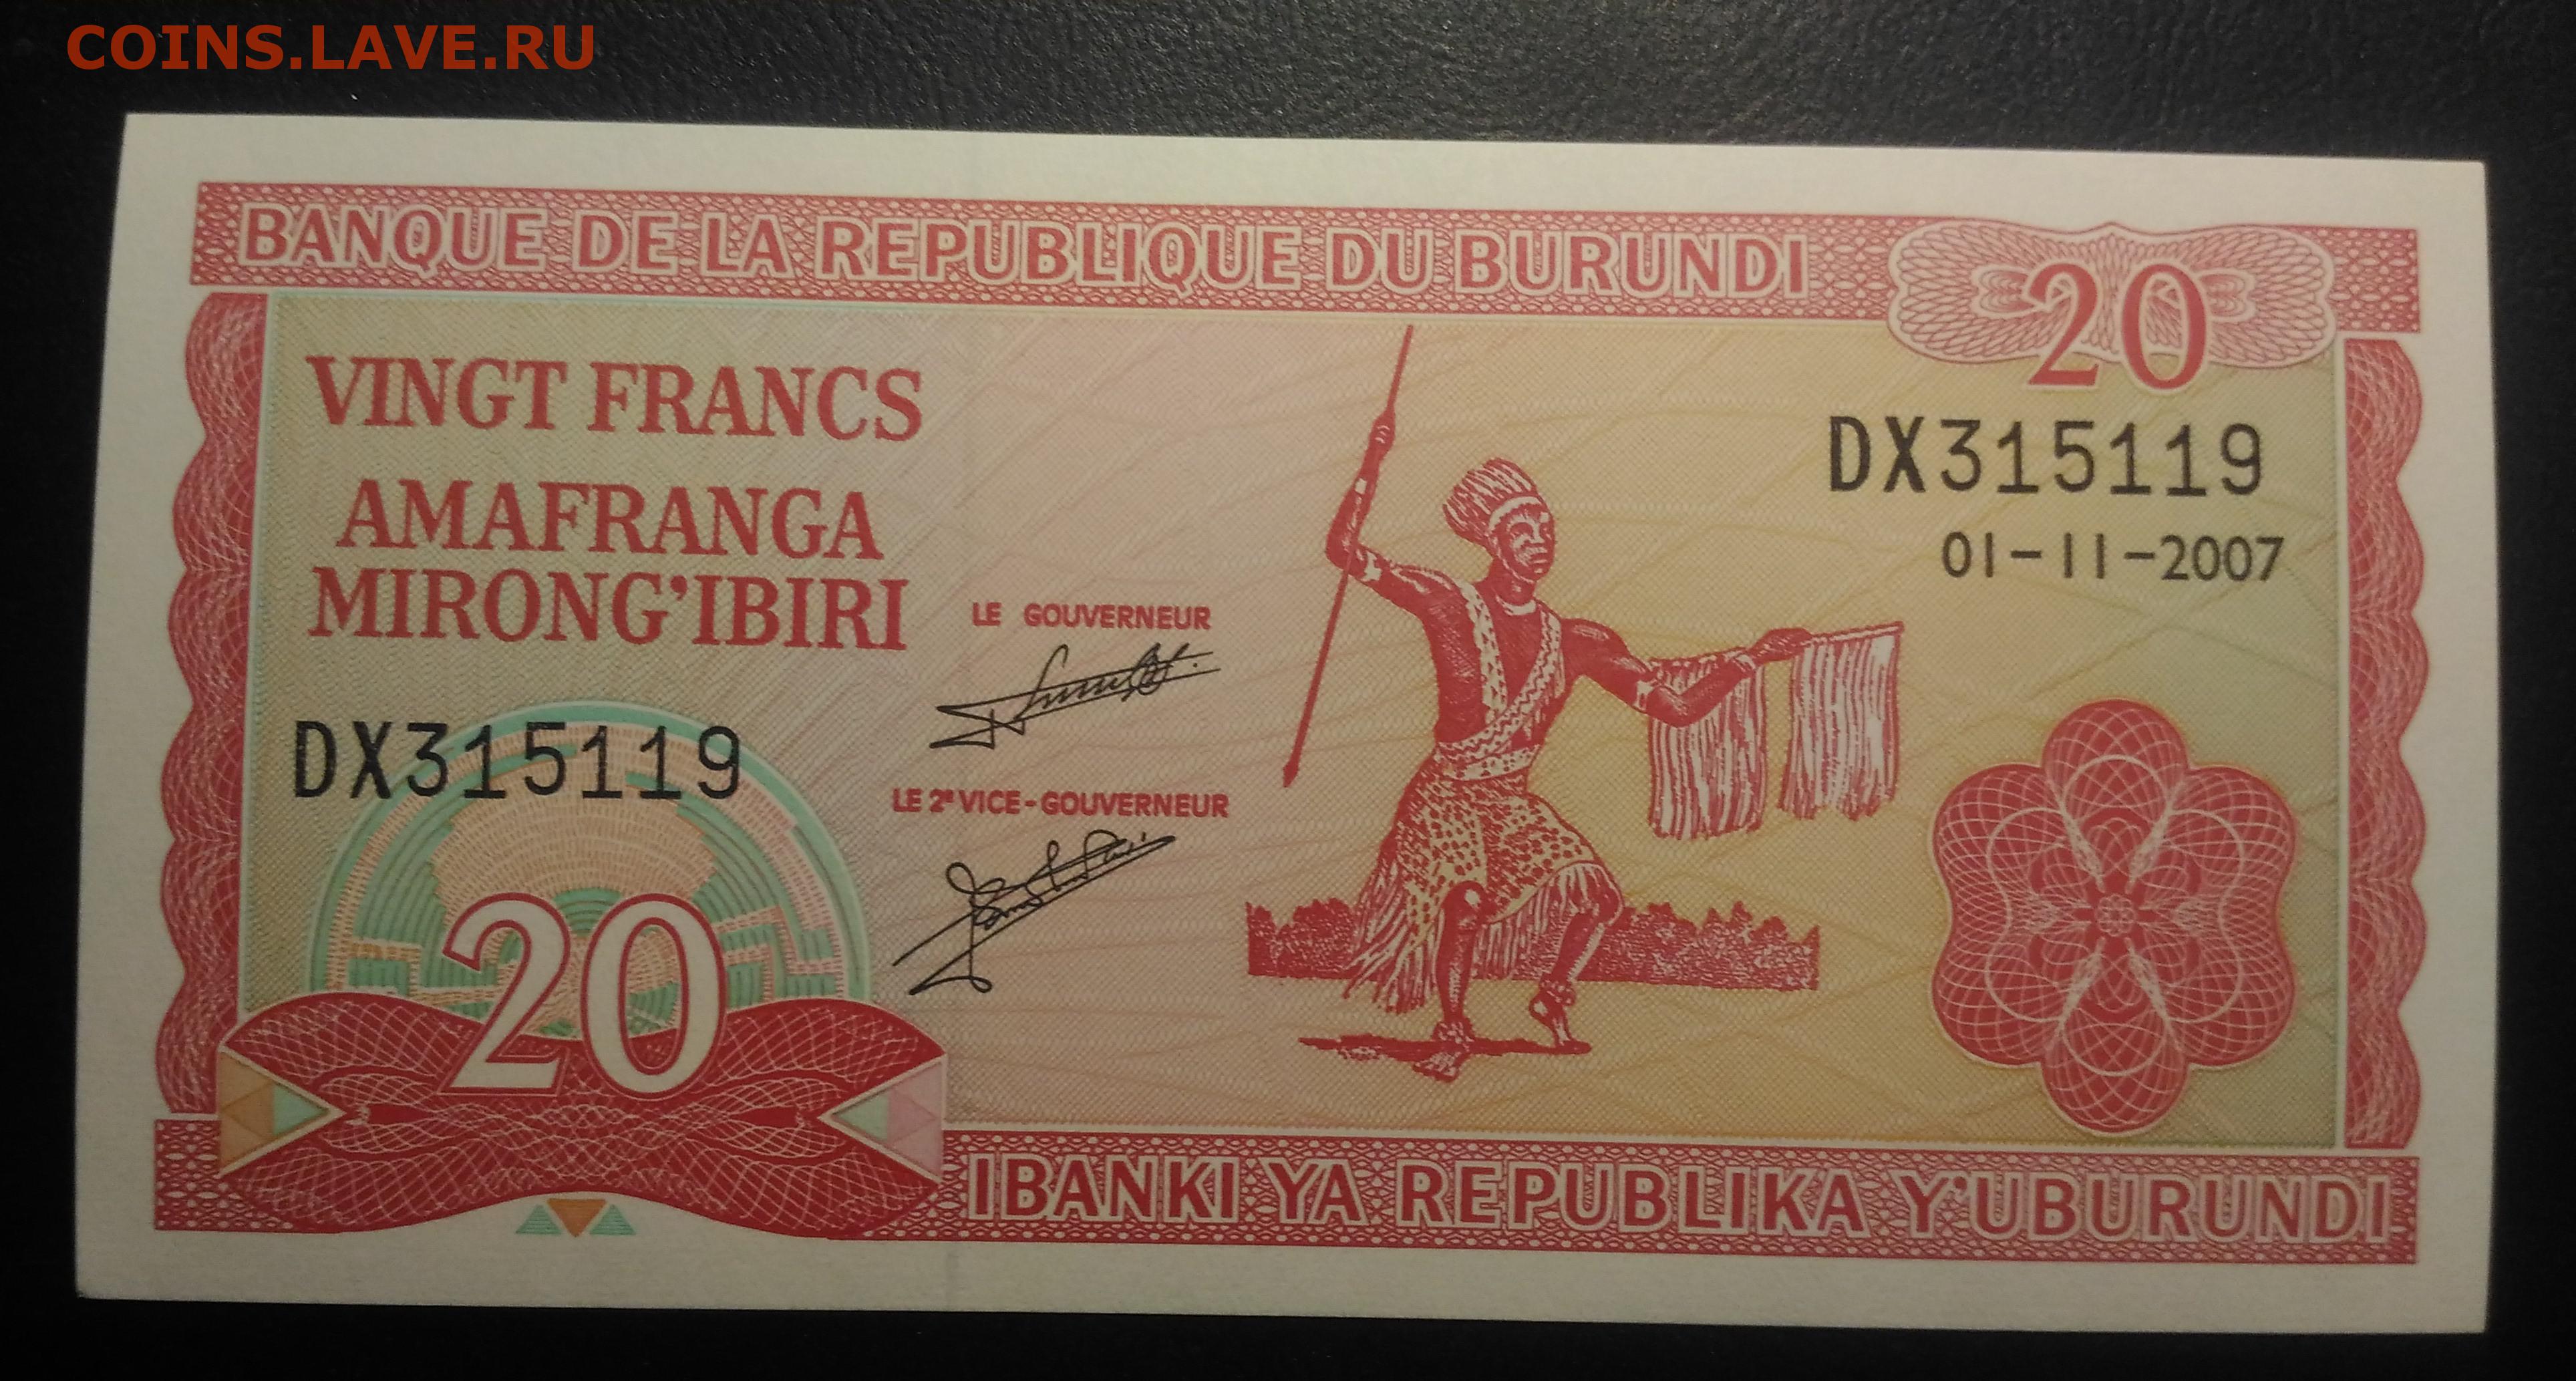 COINS.LAVE.RU
BANQUE DE LA REPUBLIQUE DU BURUNDI
20
VINGT FRANCS
AMAFRANGA
MIRONG'IBIRI
DX315119
01-11-2007
LE GOUVERNEUR
DX315119
LE 2e VICE-GOUVERNEUR
20
IBANKI YA REPUBLIKA Y'UBURUNDI